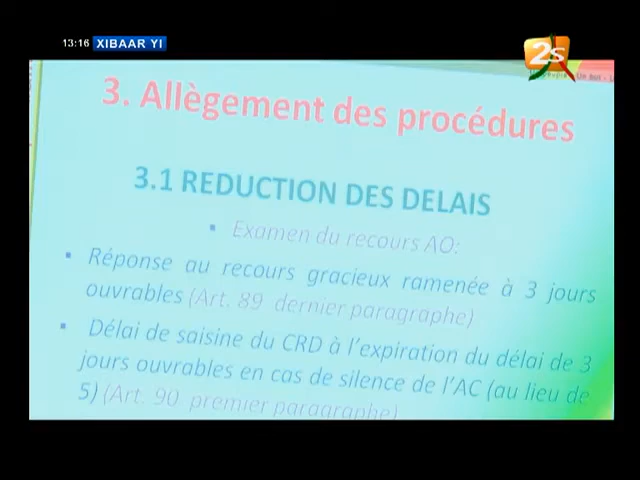 13:16 XIBAAR YI
2s
3. Allègement des procédures
3.1 REDUCTION DES DELAIS
▪ Examen du recours AO:
▪ Réponse au recours gracieux ramenée à 3 jours
ouvrables (Art. 89 dernier paragraphe)
▪ Délai de saisine du CRD à l'expiration du délai de 3
jours ouvrables en cas de silence de l'AC (au lieu de
5) (Art. 90 premier paragraphe)